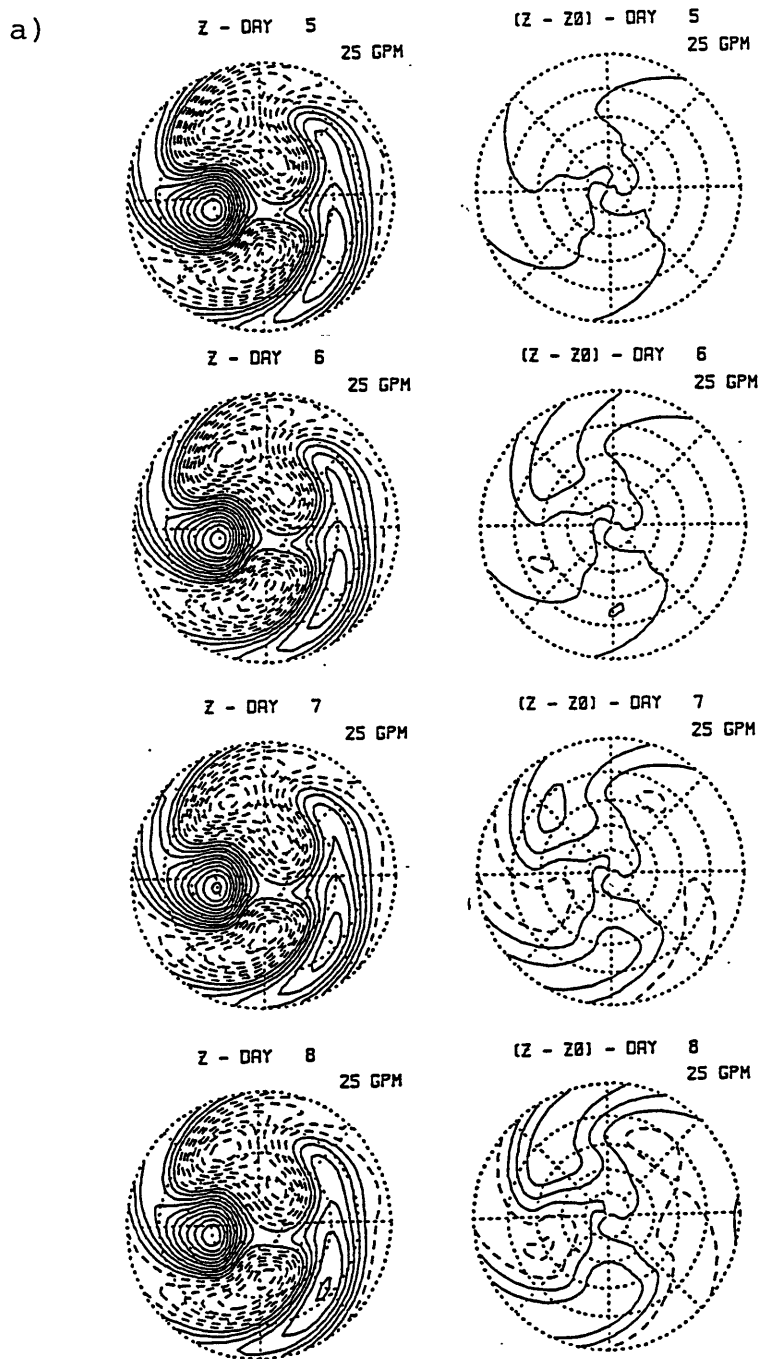 a)
Z - DAY 5
25 GPM
(Z - Z0) - DAY 5
25 GPM
Z - DAY 6
25 GPM
(Z - Z0) - DAY 6
25 GPM
Z - DAY 7
25 GPM
(Z - Z0) - DAY 7
25 GPM
Z - DAY 8
25 GPM
(Z - Z0) - DAY 8
25 GPM